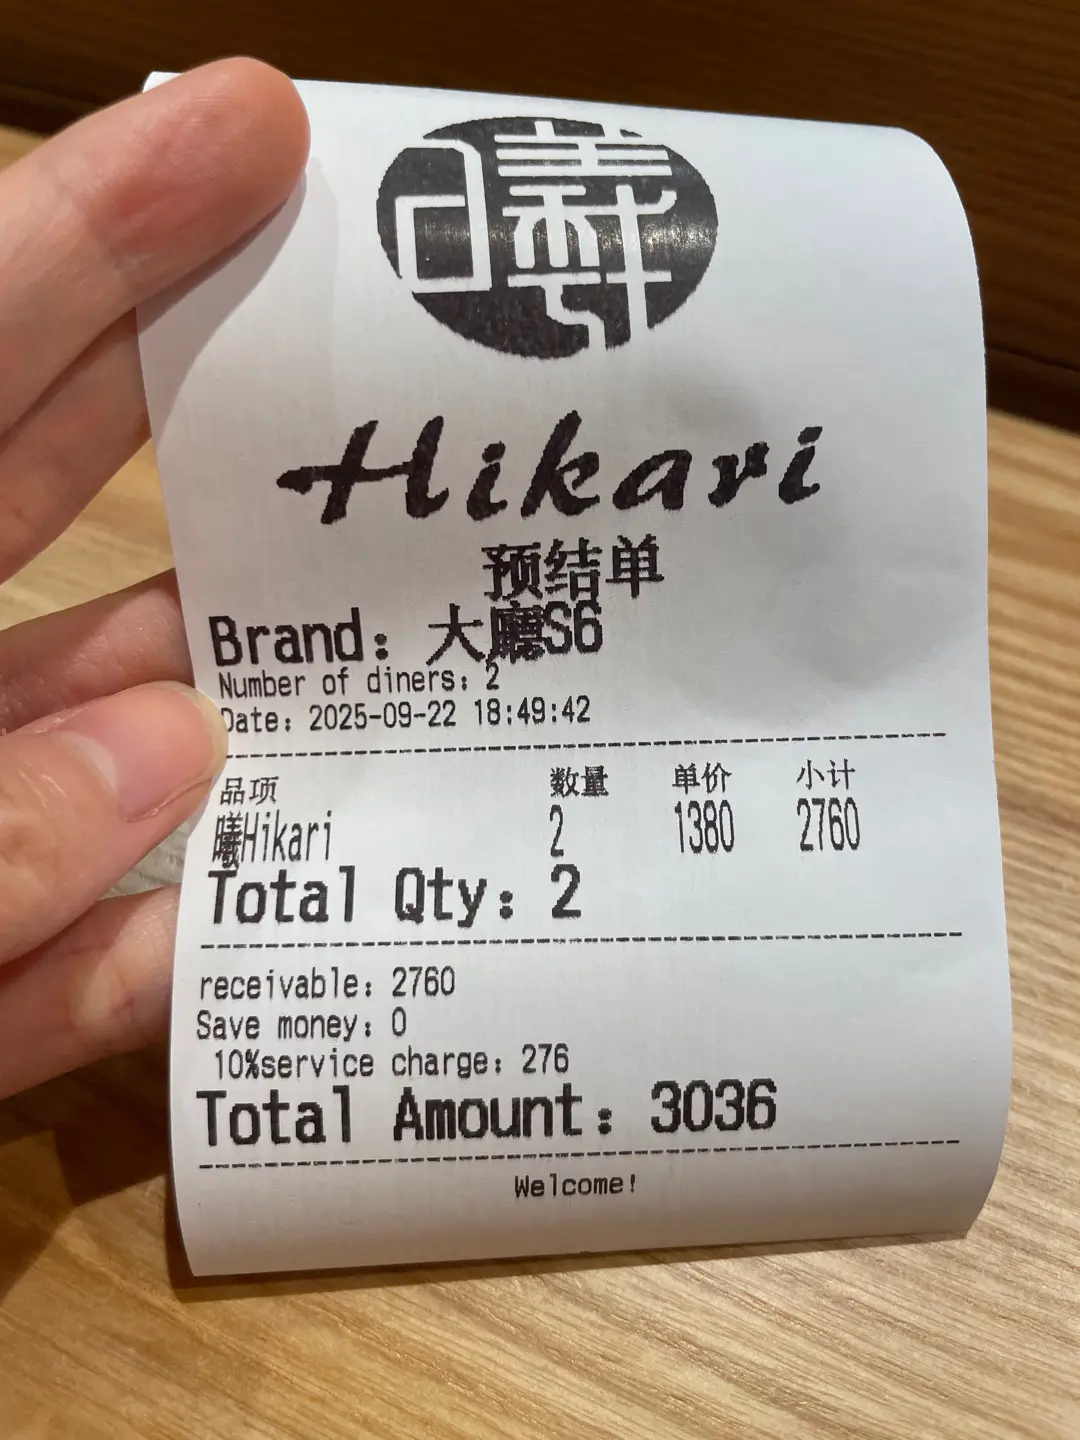 曦
Hikari
预结单
Brand: 大廳S6
Number of diners: 2
Date: 2025-09-22 18:49:42
品项 数量 单价 小计
曦Hikari 2 1380 2760
Total Qty: 2
receivable: 2760
Save money: 0
10%service charge: 276
Total Amount: 3036
Welcome!